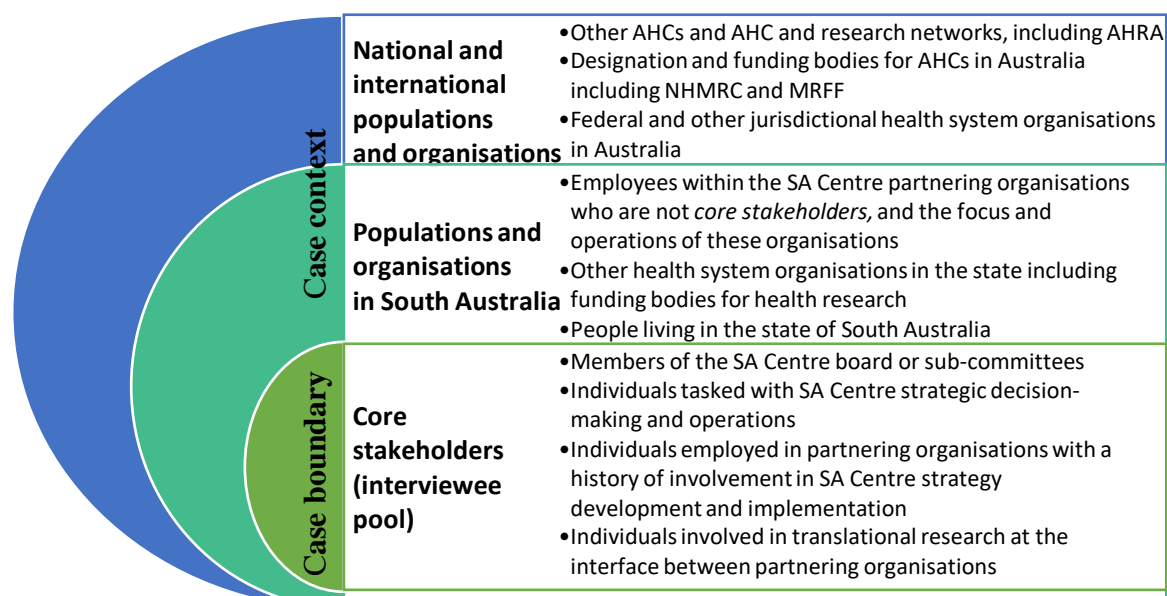 Case context
National and
international
populations
and organisations
•Other AHCs and AHC and research networks, including AHRA
•Designation and funding bodies for AHCs in Australia
including NHMRC and MRFF
•Federal and other jurisdictional health system organisations
in Australia
Populations and
organisations
in South Australia
•Employees within the SA Centre partnering organisations
who are not core stakeholders, and the focus and
operations of these organisations
•Other health system organisations in the state including
funding bodies for health research
•People living in the state of South Australia
Case boundary
Core
stakeholders
(interviewee
pool)
•Members of the SA Centre board or sub-committees
•Individuals tasked with SA Centre strategic decision-
making and operations
•Individuals employed in partnering organisations with a
history of involvement in SA Centre strategy
development and implementation
•Individuals involved in translational research at the
interface between partnering organisations